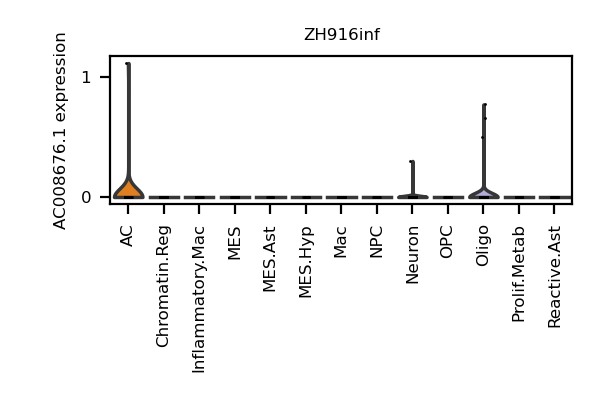 ZH916inf
AC008676.1 expression
1
0
AC
Chromatin.Reg
Inflammatory.Mac
MES
MES.Ast
MES.Hyp
Mac
NPC
Neuron
OPC
Oligo
Prolif.Metab
Reactive.Ast